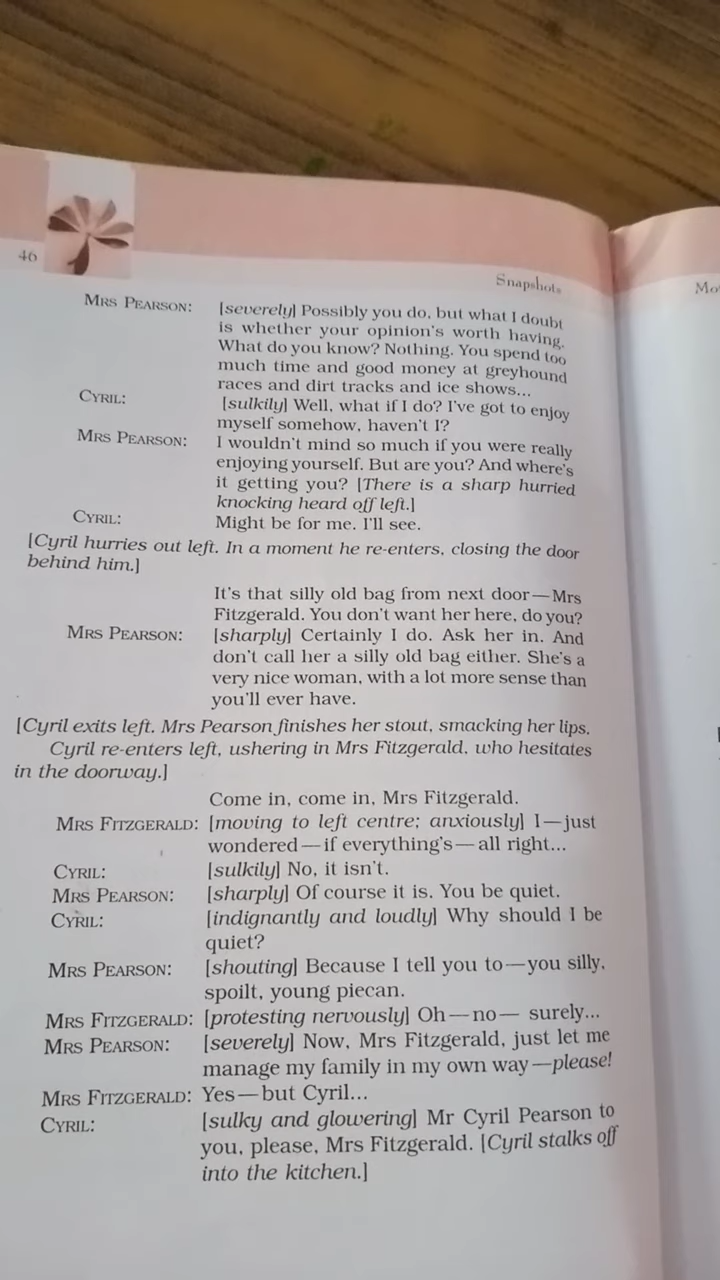 46
Snapshots
MRS PEARSON: [severely] Possibly you do, but what I doubt
is whether your opinion's worth having.
What do you know? Nothing. You spend too
much time and good money at greyhound
races and dirt tracks and ice shows...
CYRIL: [sulkily] Well, what if I do? I've got to enjoy
myself somehow, haven't I?
MRS PEARSON: I wouldn't mind so much if you were really
enjoying yourself. But are you? And where's
it getting you? [There is a sharp hurried
knocking heard off left.]
CYRIL: Might be for me. I'll see.
[Cyril hurries out left. In a moment he re-enters, closing the door
behind him.]
It's that silly old bag from next door—Mrs
Fitzgerald. You don't want her here, do you?
MRS PEARSON: [sharply] Certainly I do. Ask her in. And
don't call her a silly old bag either. She's a
very nice woman, with a lot more sense than
you'll ever have.
[Cyril exits left. Mrs Pearson finishes her stout, smacking her lips.
Cyril re-enters left, ushering in Mrs Fitzgerald, who hesitates
in the doorway.]
Come in, come in, Mrs Fitzgerald.
MRS FITZGERALD: [moving to left centre; anxiously] I—just
wondered—if everything's—all right...
CYRIL: [sulkily] No, it isn't.
MRS PEARSON: [sharply] Of course it is. You be quiet.
CYRIL: [indignantly and loudly] Why should I be
quiet?
MRS PEARSON: [shouting] Because I tell you to—you silly,
spoilt, young piecan.
MRS FITZGERALD: [protesting nervously] Oh—no— surely...
MRS PEARSON: [severely] Now, Mrs Fitzgerald, just let me
manage my family in my own way—please!
MRS FITZGERALD: Yes—but Cyril...
CYRIL: [sulky and glowering] Mr Cyril Pearson to
you, please, Mrs Fitzgerald. [Cyril stalks off
into the kitchen.]